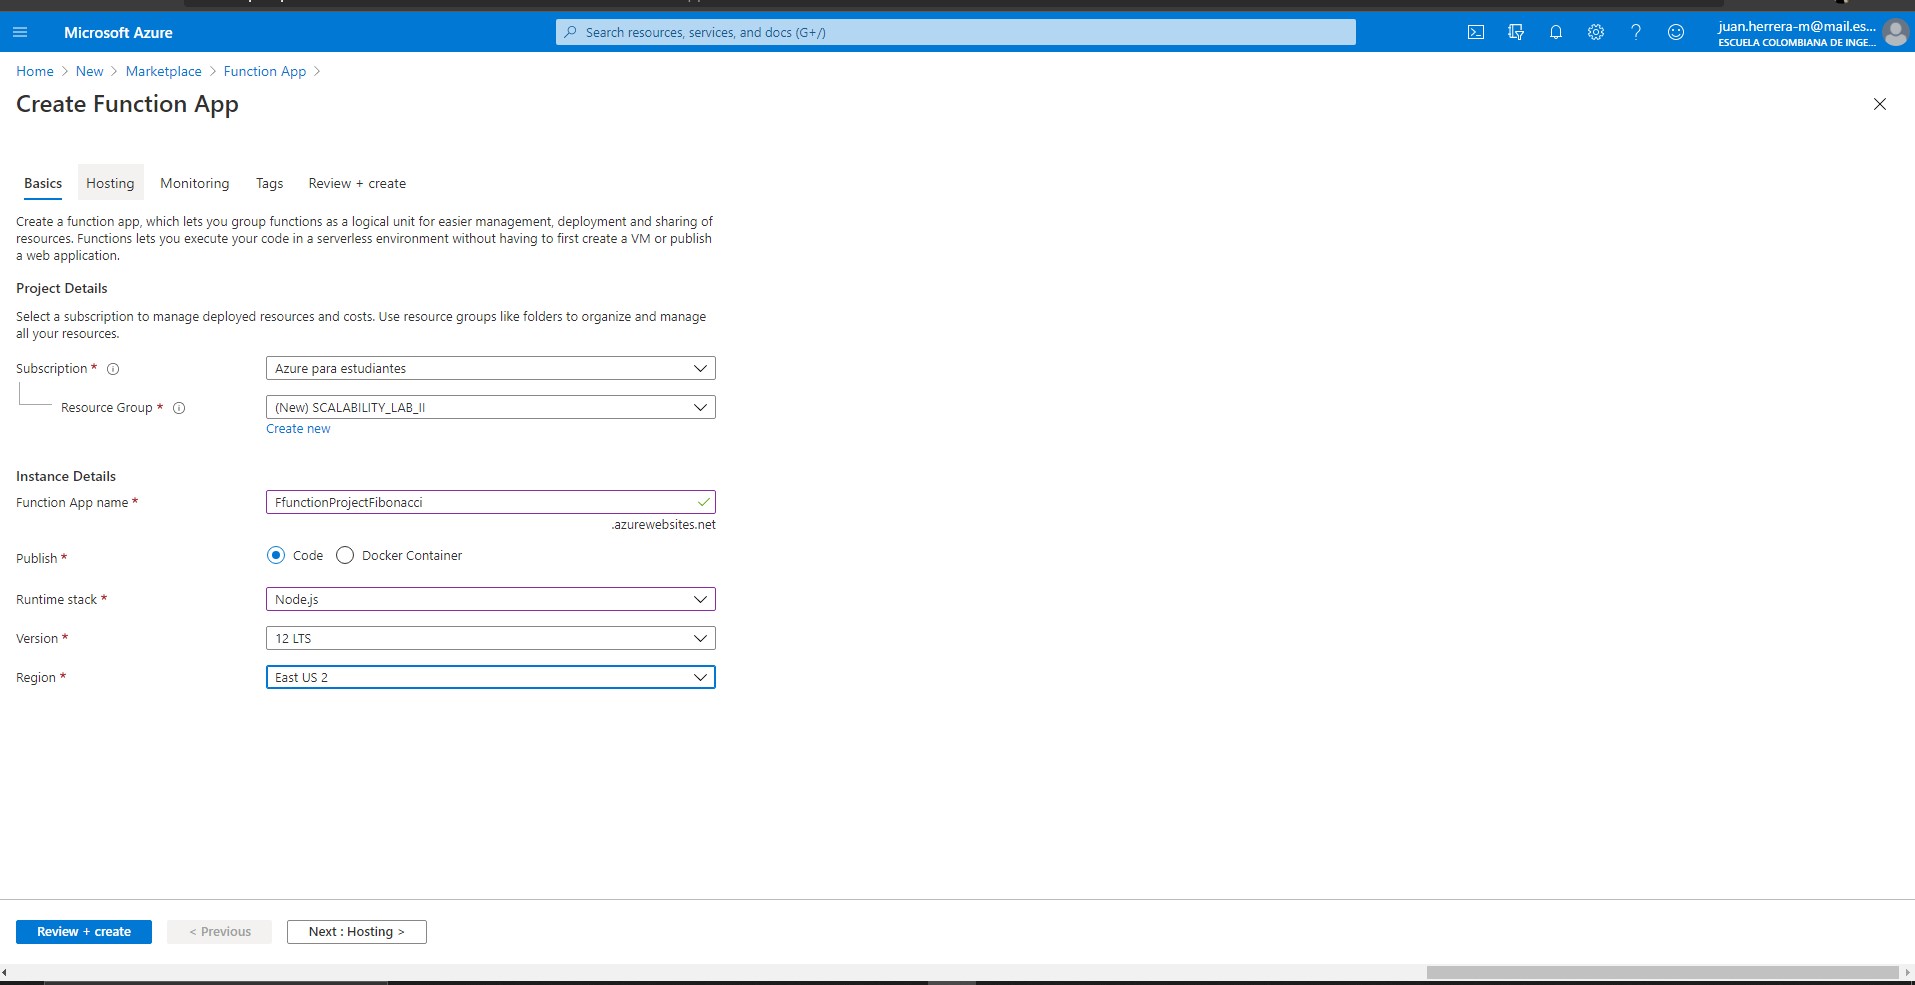 Microsoft Azure
Search resources, services, and docs (G+/)
juan.herrera-m@mail.es...
ESCUELA COLOMBIANA DE INGE...
Home > New > Marketplace > Function App >
Create Function App
Basics Hosting Monitoring Tags Review + create
Create a function app, which lets you group functions as a logical unit for easier management, deployment and sharing of
resources. Functions lets you execute your code in a serverless environment without having to first create a VM or publish
a web application.
Project Details
Select a subscription to manage deployed resources and costs. Use resource groups like folders to organize and manage
all your resources.
Subscription * Azure para estudiantes
Resource Group * (New) SCALABILITY_LAB_II
Create new
Instance Details
Function App name * FfunctionProjectFibonacci
.azurewebsites.net
Publish * Code Docker Container
Runtime stack * Node.js
Version * 12 LTS
Region * East US 2
Review + create < Previous Next : Hosting >